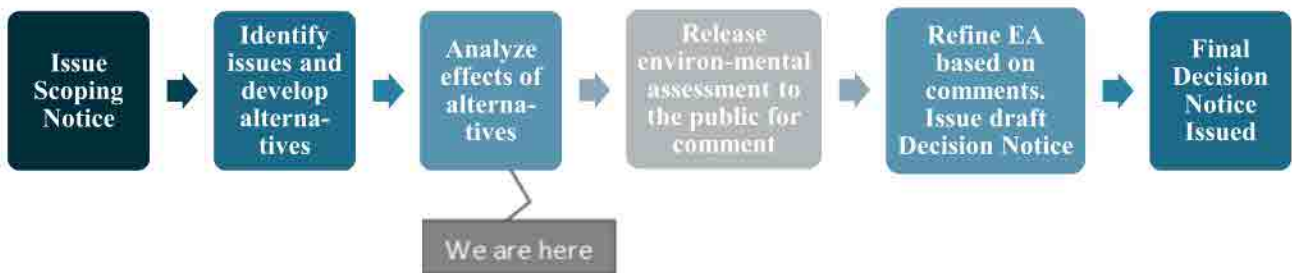 Issue
Scoping
Notice
Identify
issues and
develop
alterna-
tives
Analyze
effects of
alterna-
tives
Release
environ-mental
assessment to
the public for
comment
Refine EA
based on
comments.
Issue draft
Decision Notice
Final
Decision
Notice
Issued
We are here